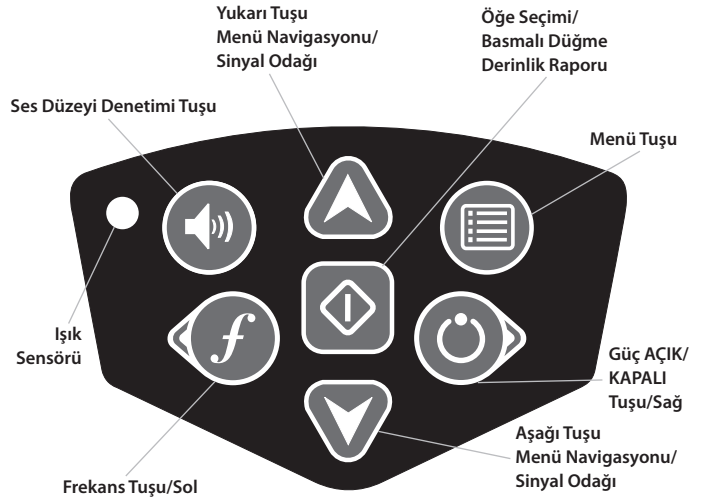 Yukarı Tuşu
Menü Navigasyonu/
Sinyal Odağı
Öğe Seçimi/
Basmalı Düğme
Derinlik Raporu
Ses Düzeyi Denetimi Tuşu
Menü Tuşu
Işık
Sensörü
f
Güç AÇIK/
KAPALI
Tuşu/Sağ
Aşağı Tuşu
Menü Navigasyonu/
Sinyal Odağı
Frekans Tuşu/Sol